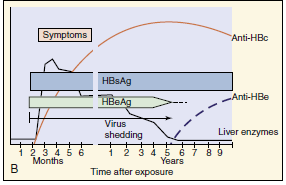 Symptoms
Anti-HBc
HBsAg
HBeAg
Anti-HBe
Virus
shedding
Liver enzymes
1 2 3 4 5 6 1 2 3 4 5 6 7 8 9
Months Years
B Time after exposure